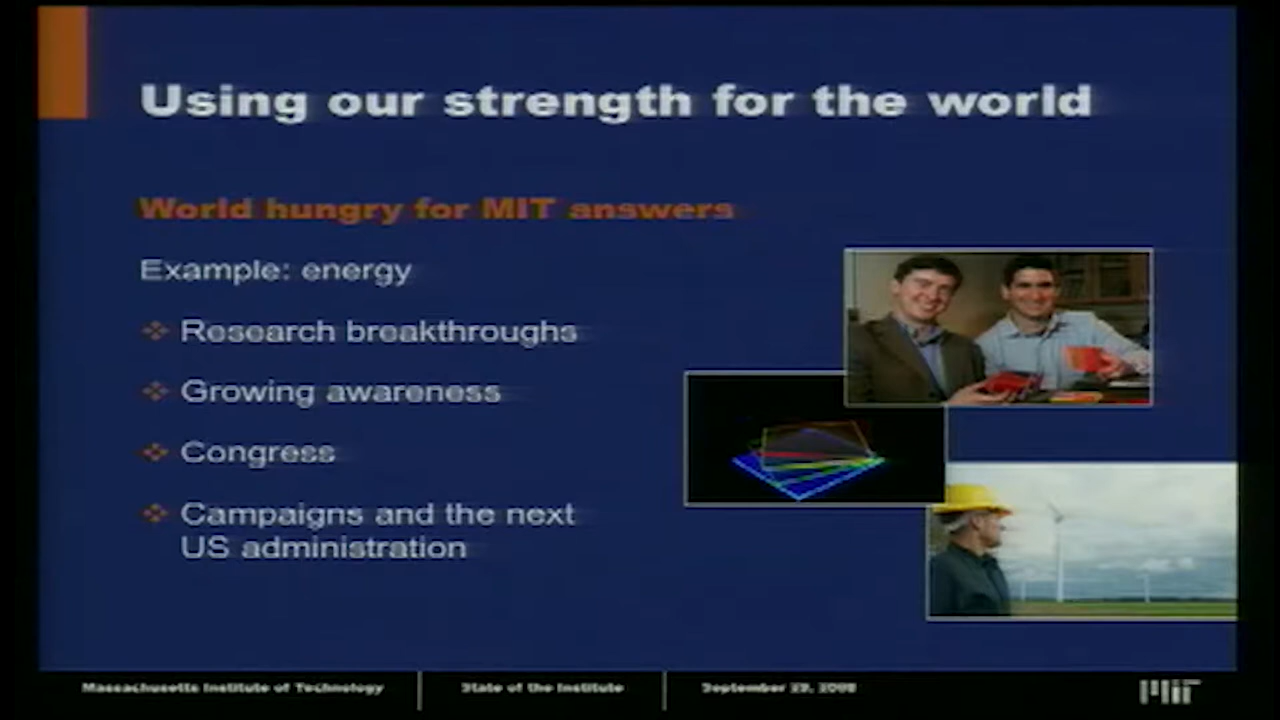 Using our strength for the world
World hungry for MIT answers
Example: energy
Research breakthroughs
Growing awareness
Congress
Campaigns and the next
US administration
Massachusetts Institute of Technology
State of the Institute
September 29, 2008
MIT